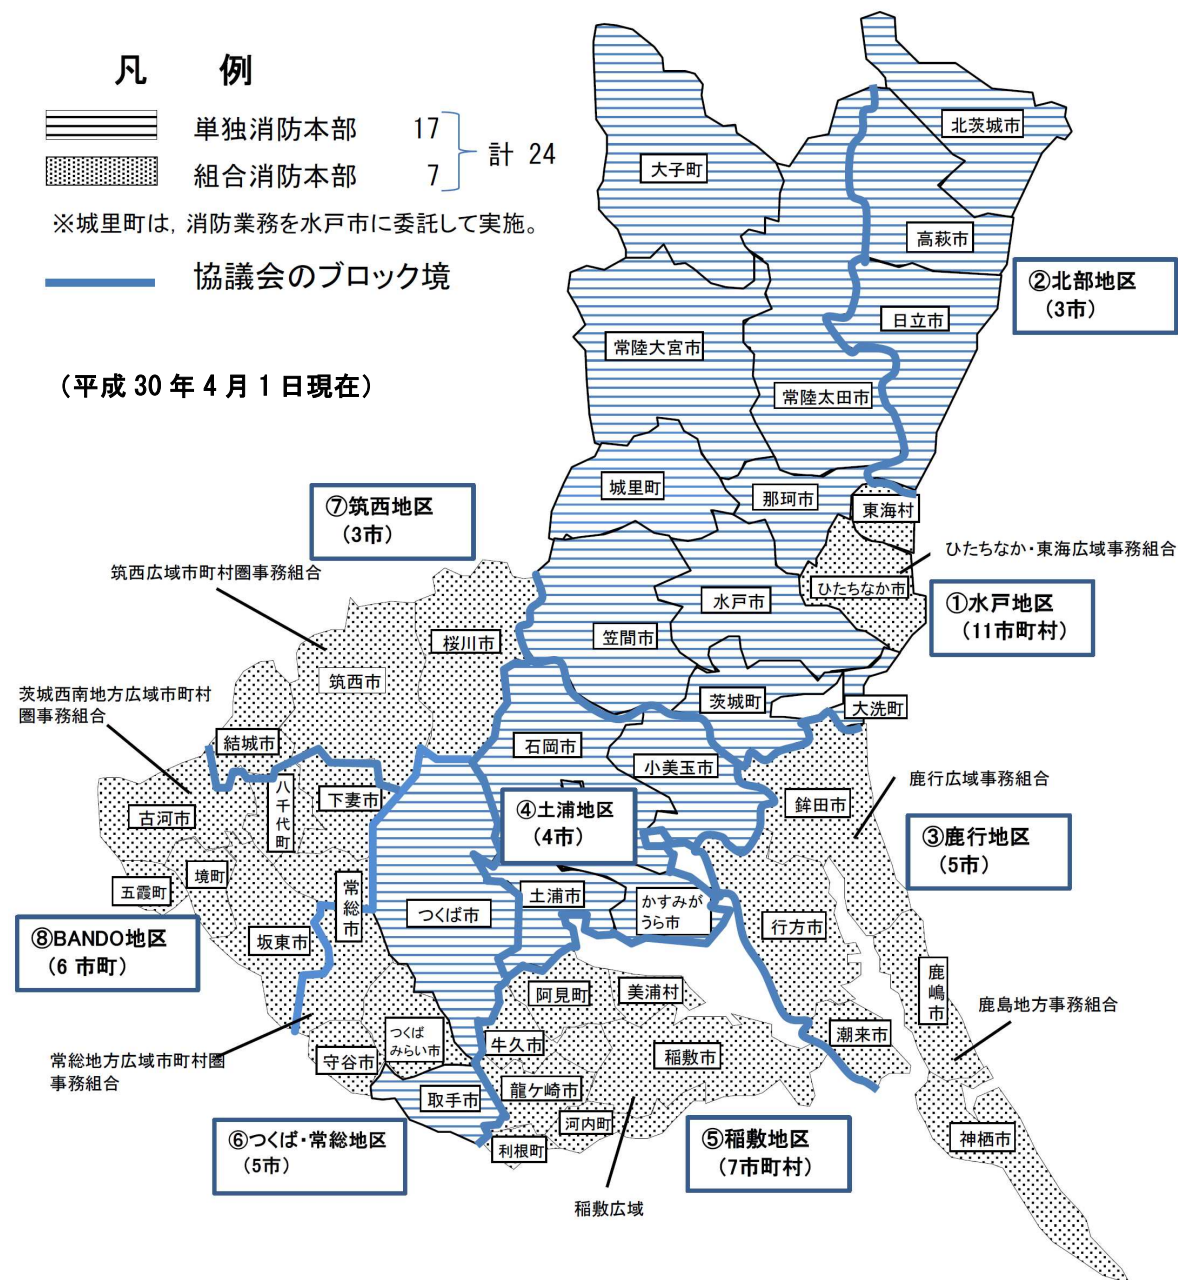 凡 例
単独消防本部 17
組合消防本部 7
計 24
※城里町は,消防業務を水戸市に委託して実施。
協議会のブロック境
(平成 30 年 4 月 1 日現在)
北茨城市
大子町
高萩市
②北部地区
(3市)
日立市
常陸大宮市
常陸太田市
城里町
那珂市
東海村
⑦筑西地区
(3市)
ひたちなか・東海広域事務組合
筑西広域市町村圏事務組合
ひたちなか市
水戸市
①水戸地区
(11市町村)
笠間市
桜川市
筑西市
茨城町
大洗町
茨城西南地方広域市町村
圏事務組合
結城市
石岡市
小美玉市
鹿行広域事務組合
八千代町
下妻市
鉾田市
古河市
④土浦地区
(4市)
③鹿行地区
(5市)
境町
五霞町
常総市
土浦市
かすみが
うら市
つくば市
行方市
⑧BANDO地区
(6 市町)
坂東市
鹿嶋市
阿見町
美浦村
鹿島地方事務組合
つくば
みらい市
牛久市
潮来市
稲敷市
常総地方広域市町村圏
事務組合
守谷市
龍ケ崎市
取手市
河内町
神栖市
⑥つくば・常総地区
(5市)
利根町
⑤稲敷地区
(7市町村)
稲敷広域